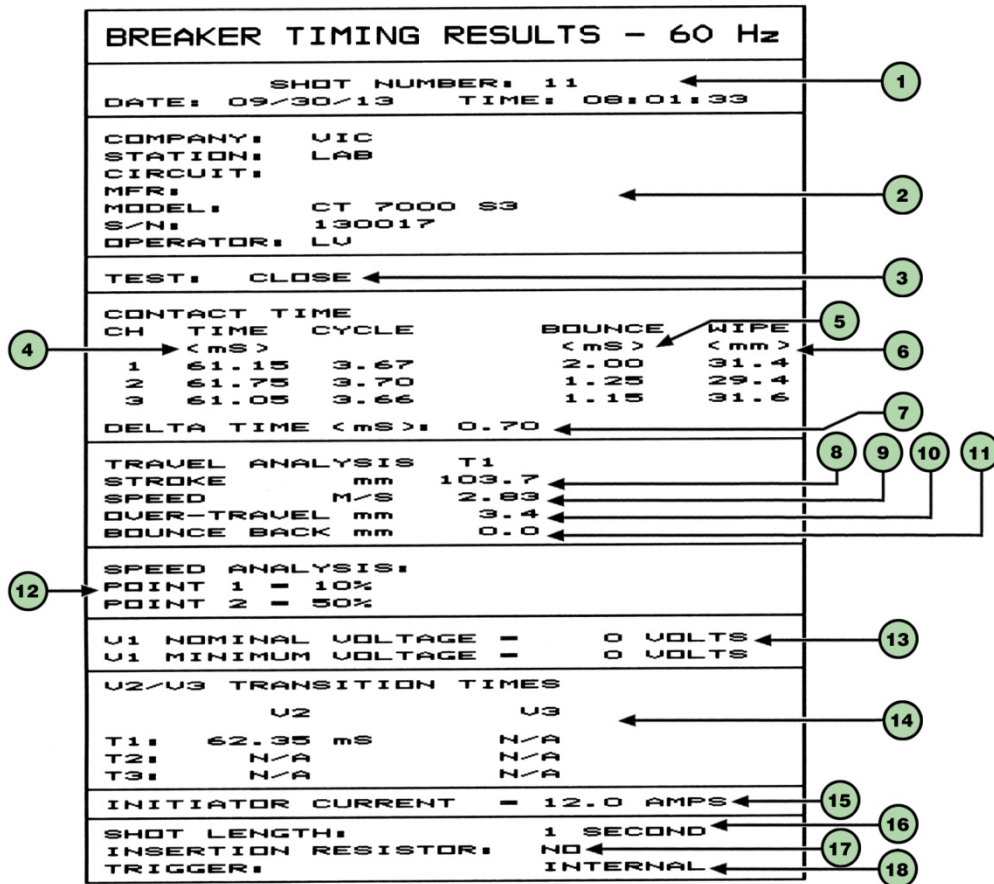 BREAKER TIMING RESULTS - 60 Hz
SHOT NUMBER: 11
1
DATE: 09/30/13 TIME: 08:01:33
COMPANY: VIC
STATION: LAB
CIRCUIT:
MFR:
2
MODEL: CT 7000 S3
S/N: 130017
OPERATOR: LV
TEST: CLOSE
3
CONTACT TIME
CH TIME CYCLE BOUNCE WIPE
5
4
<mS> <mS> <mm>
6
1 61.15 3.67 2.00 31.4
2 61.75 3.70 1.25 29.4
3 61.05 3.66 1.15 31.6
7
DELTA TIME <mS>: 0.70
8 9 10 11
TRAVEL ANALYSIS T1
STROKE mm 103.7
SPEED M/S 2.83
OVER-TRAVEL mm 3.4
BOUNCE BACK mm 0.0
SPEED ANALYSIS:
12
POINT 1 = 10%
POINT 2 = 50%
V1 NOMINAL VOLTAGE = 0 VOLTS
13
V1 MINIMUM VOLTAGE = 0 VOLTS
V2/V3 TRANSITION TIMES
V2 V3
14
T1: 62.35 mS N/A
T2: N/A N/A
T3: N/A N/A
INITIATOR CURRENT = 12.0 AMPS
15
SHOT LENGTH: 1 SECOND
16
INSERTION RESISTOR: NO
17
TRIGGER: INTERNAL
18